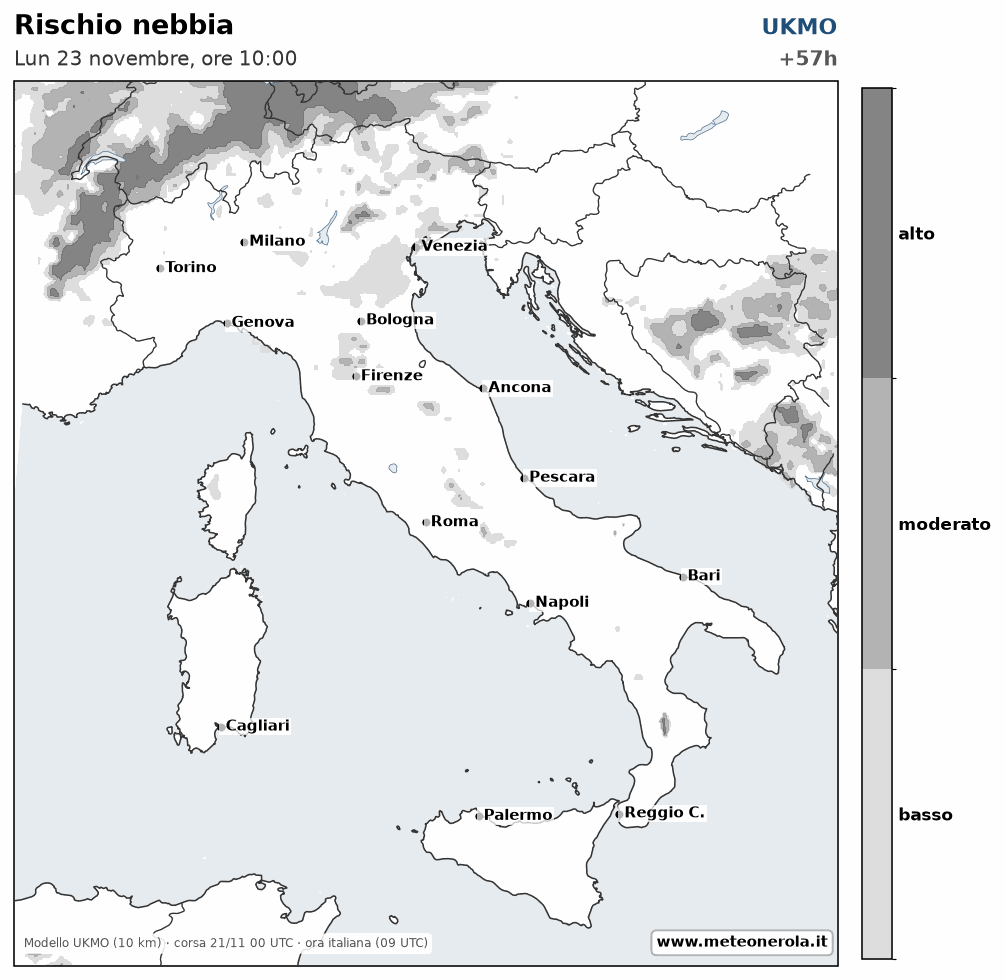 Rischio nebbia
UKMO
Lun 23 novembre, ore 10:00
+57h
alto
Milano
Venezia
Torino
Bologna
Genova
Firenze
Ancona
Pescara
Roma
moderato
Bari
Napoli
Cagliari
Palermo
Reggio C.
basso
Modello UKMO (10 km) · corsa 21/11 00 UTC · ora italiana (09 UTC)
www.meteonerola.it